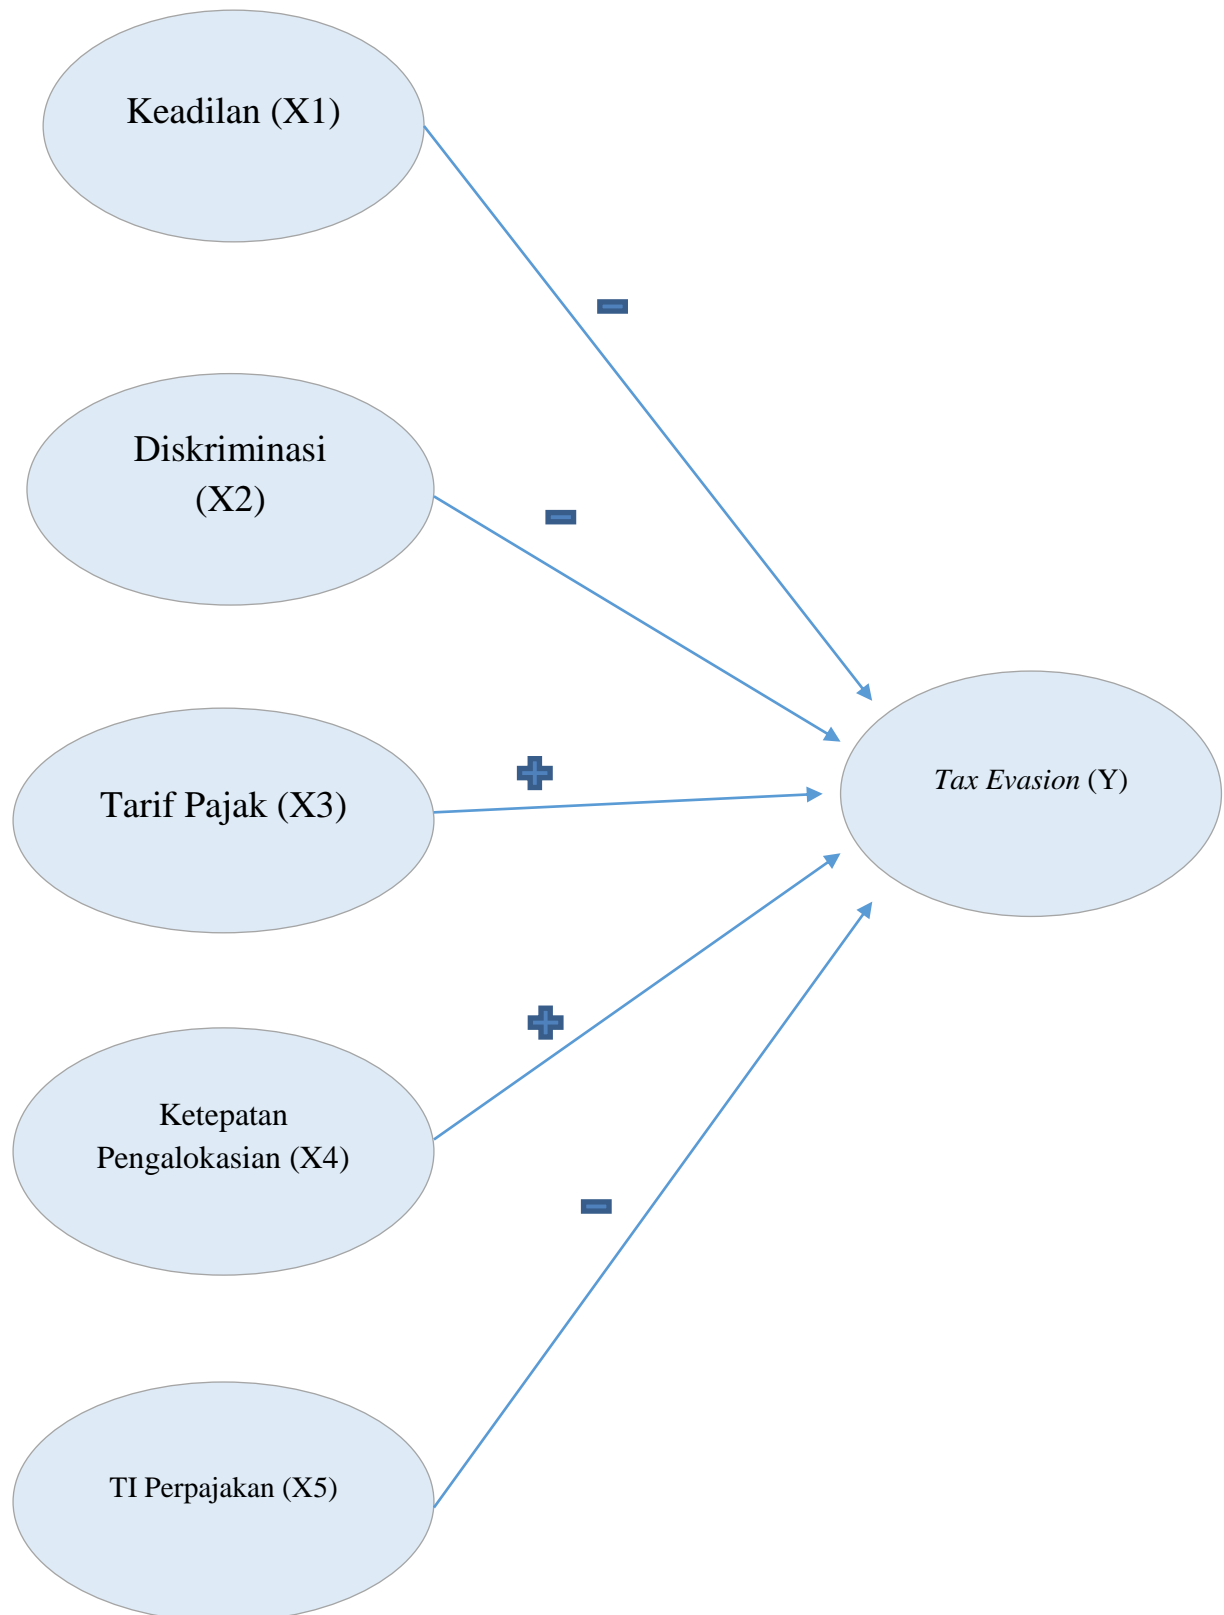 Keadilan (X1)
Diskriminasi
(X2)
Tarif Pajak (X3)
Tax Evasion (Y)
Ketepatan
Pengalokasian (X4)
TI Perpajakan (X5)